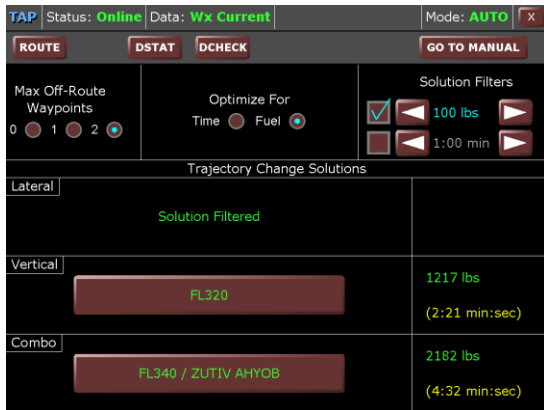 TAP Status: Online Data: Wx Current Mode: AUTO X
ROUTE DSTAT DCHECK GO TO MANUAL
Max Off-Route
Waypoints
0 1 2
Optimize For
Time Fuel
Solution Filters
100 lbs
1:00 min
Trajectory Change Solutions
Lateral
Solution Filtered
Vertical
FL320
1217 lbs
(2:21 min:sec)
Combo
FL340 / ZUTIV AHYOB
2182 lbs
(4:32 min:sec)